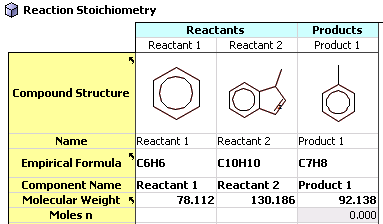 Reaction Stoichiometry
Reactants Products
Reactant 1 Reactant 2 Product 1
Compound Structure
Name Reactant 1 Reactant 2 Product 1
Empirical Formula C6H6 C10H10 C7H8
Component Name Reactant 1 Reactant 2 Product 1
Molecular Weight 78.112 130.186 92.138
Moles n 0.000